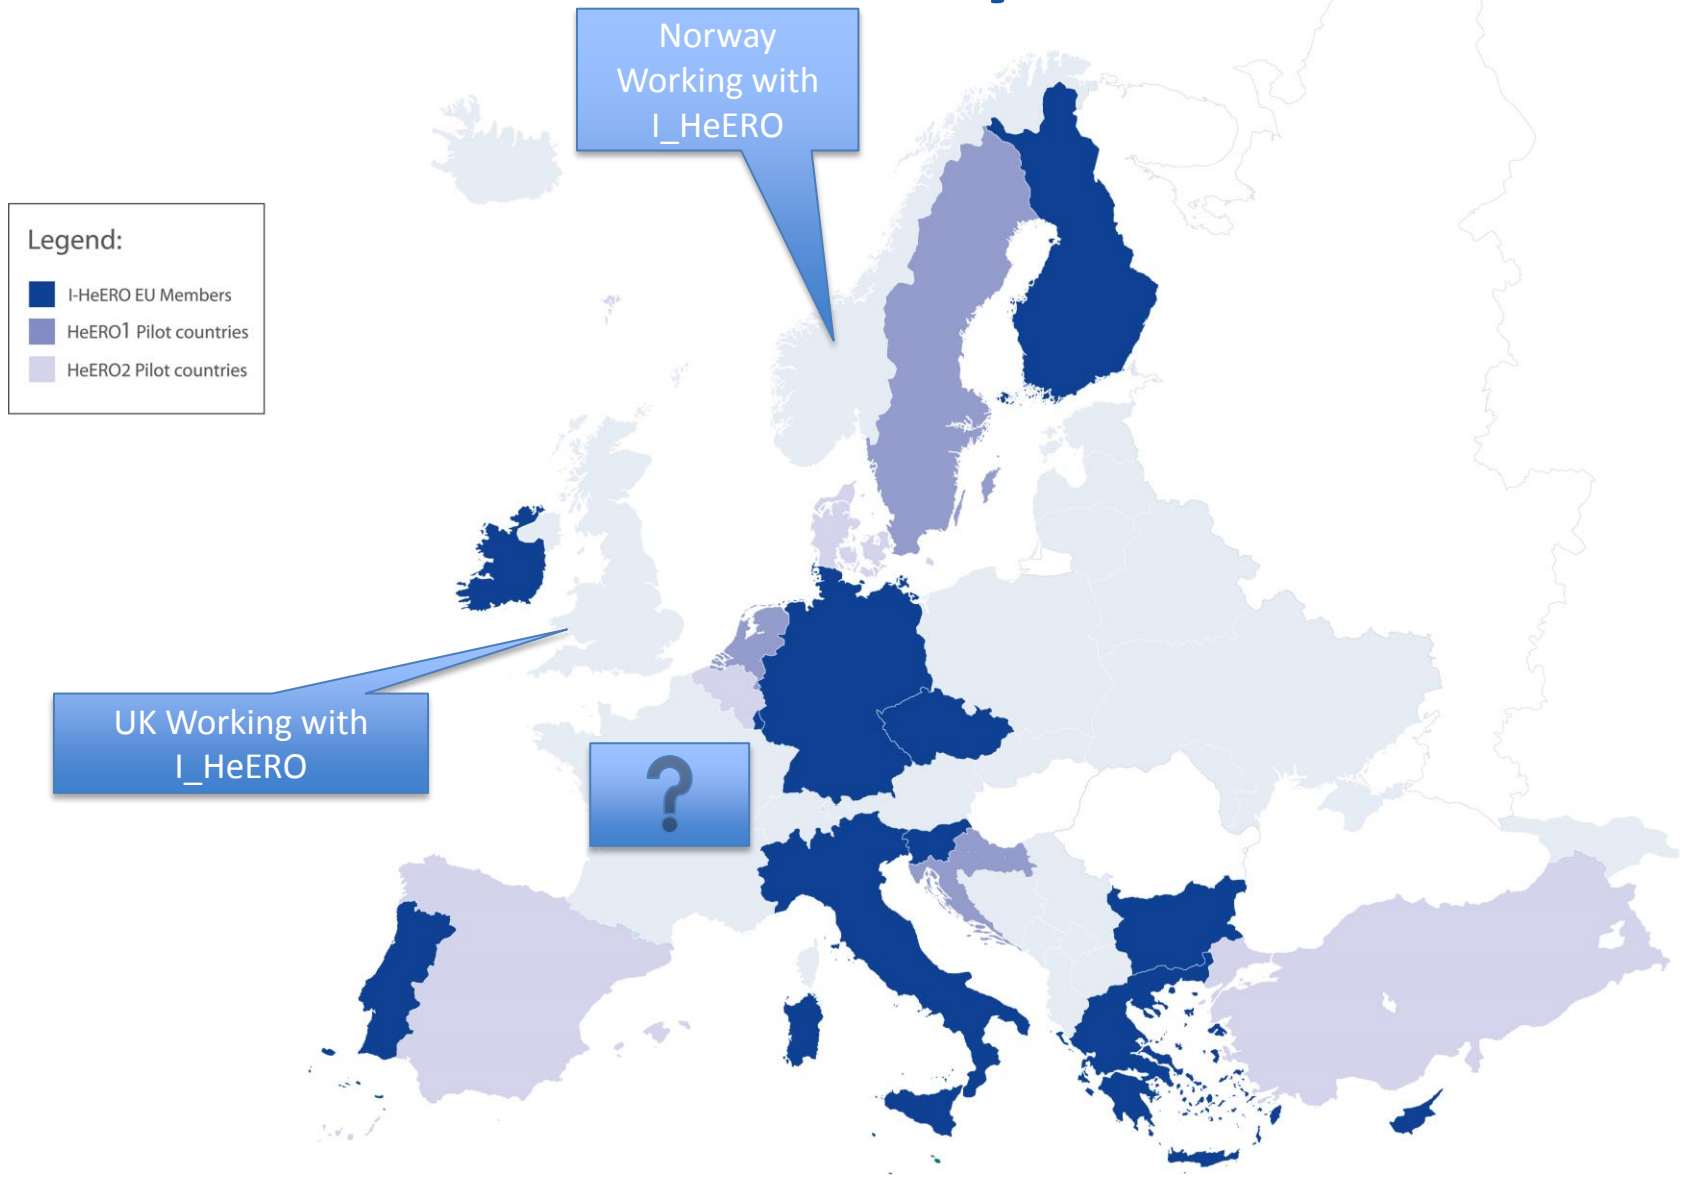 Norway
Working with
I_HeERO
Legend:
I-HeERO EU Members
HeERO1 Pilot countries
HeERO2 Pilot countries
UK Working with
I_HeERO
?